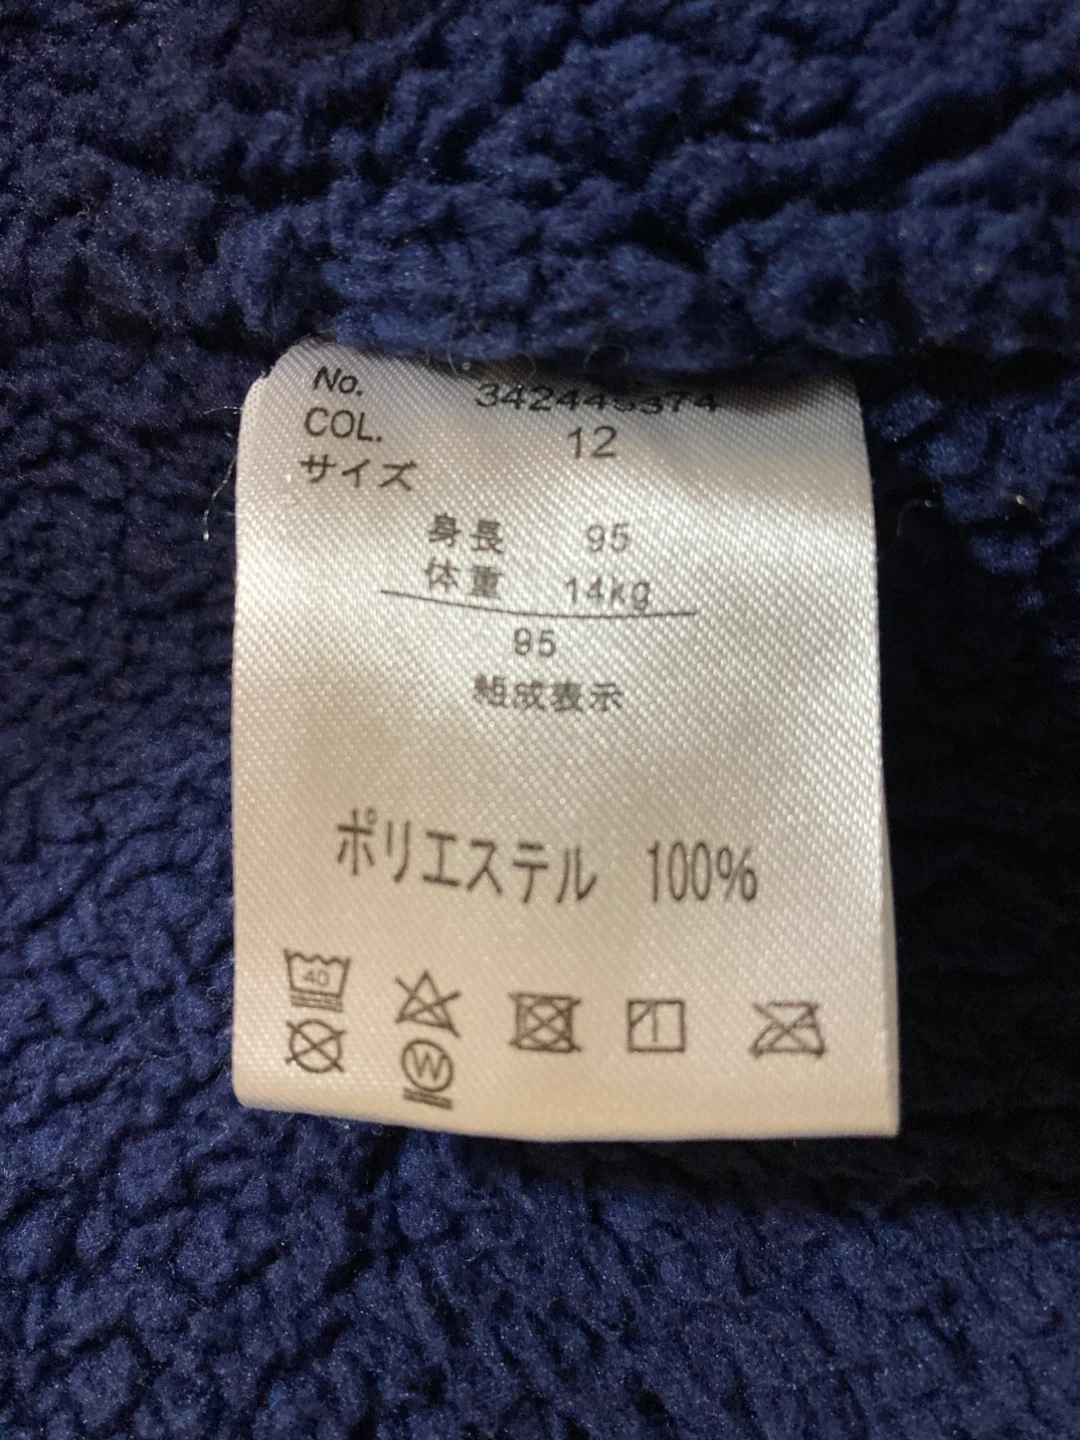 No. 342445374
COL. 12
サイズ
身長 95
体重 14kg
95
組成表示
ポリエステル 100%
40
W